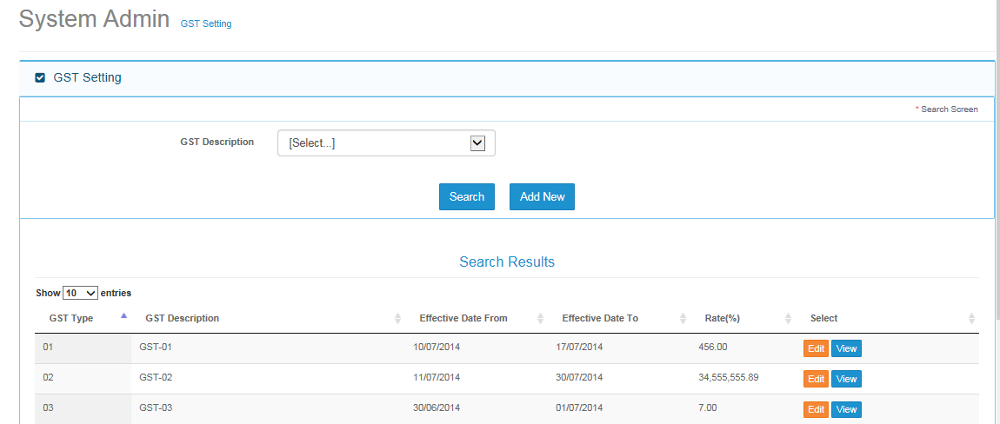 System Admin GST Setting
GST Setting
* Search Screen
GST Description [Select...]
Search Add New
Search Results
Show 10 entries
GST Type GST Description Effective Date From Effective Date To Rate(%) Select
01 GST-01 10/07/2014 17/07/2014 456.00 Edit View
02 GST-02 11/07/2014 30/07/2014 34,555,555.89 Edit View
03 GST-03 30/06/2014 01/07/2014 7.00 Edit View